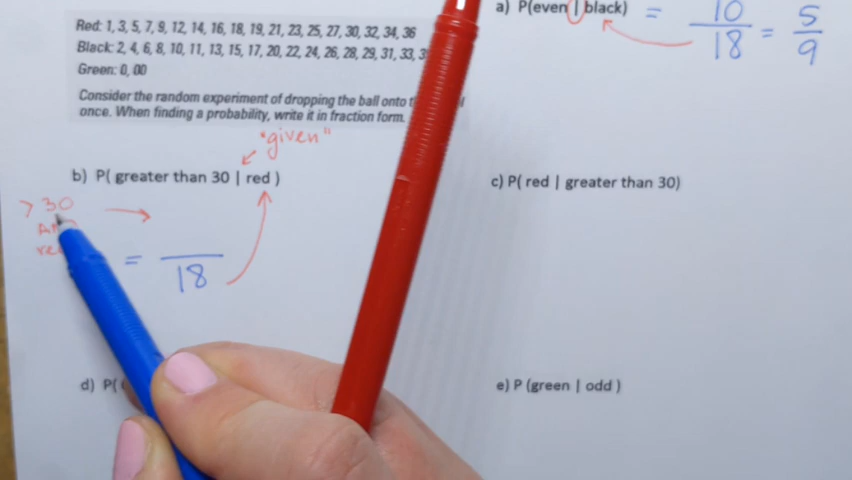 Red: 1, 3, 5, 7, 9, 12, 14, 16, 18, 19, 21, 23, 25, 27, 30, 32, 34, 36
Black: 2, 4, 6, 8, 10, 11, 13, 15, 17, 20, 22, 24, 26, 28, 29, 31, 33, 3
Green: 0, 00
Consider the random experiment of dropping the ball onto
once. When finding a probability, write it in fraction form.
a) P(even | black) = 10/18 = 5/9
"given"
b) P( greater than 30 | red )
> 30
= /18
c) P( red | greater than 30)
d) P(
e) P (green | odd )